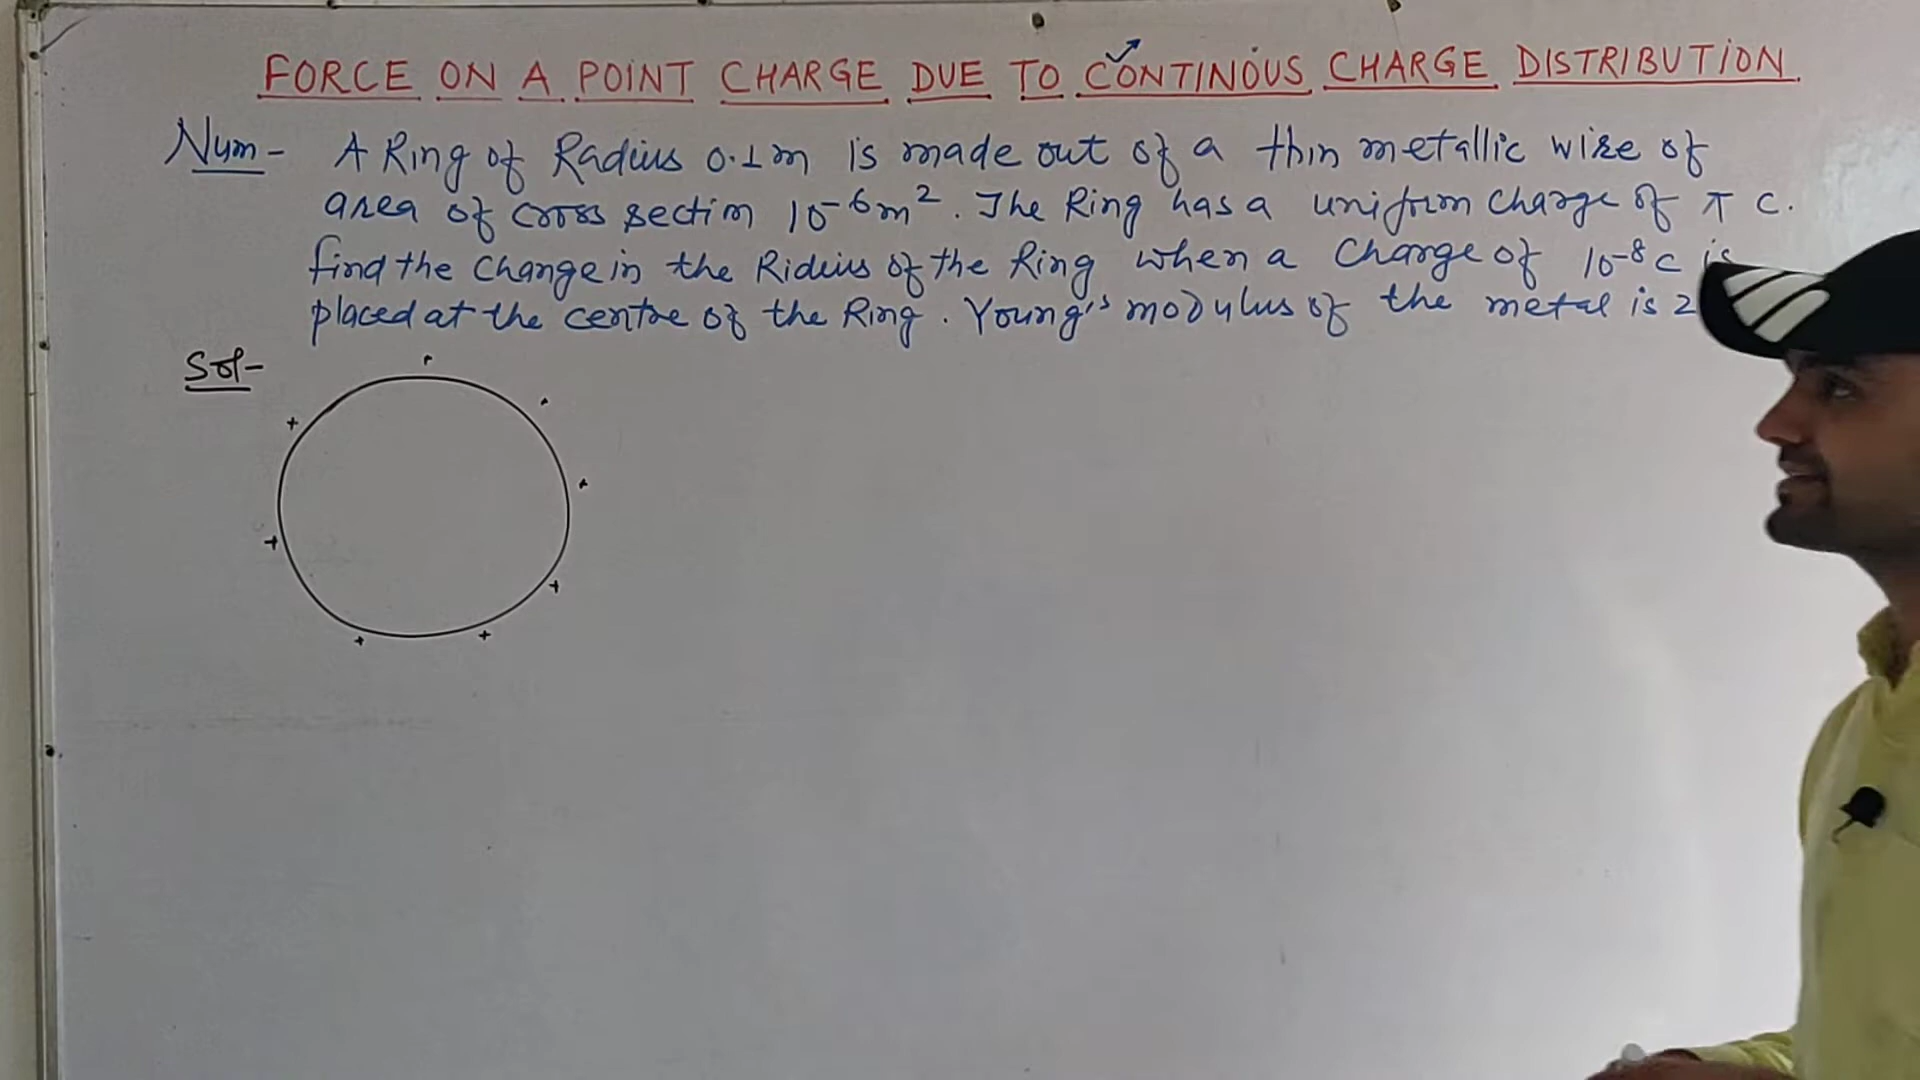 FORCE ON A POINT CHARGE DUE TO CONTINOUS CHARGE DISTRIBUTION
Num- A Ring of Radius 0.1m is made out of a thin metallic wire of
area of cross section 10⁻⁶m². The Ring has a uniform charge of π C.
find the change in the Ridius of the Ring when a charge of 10⁻⁸C is
placed at the centre of the Ring. Young's modulus of the metal is 2
Sol-